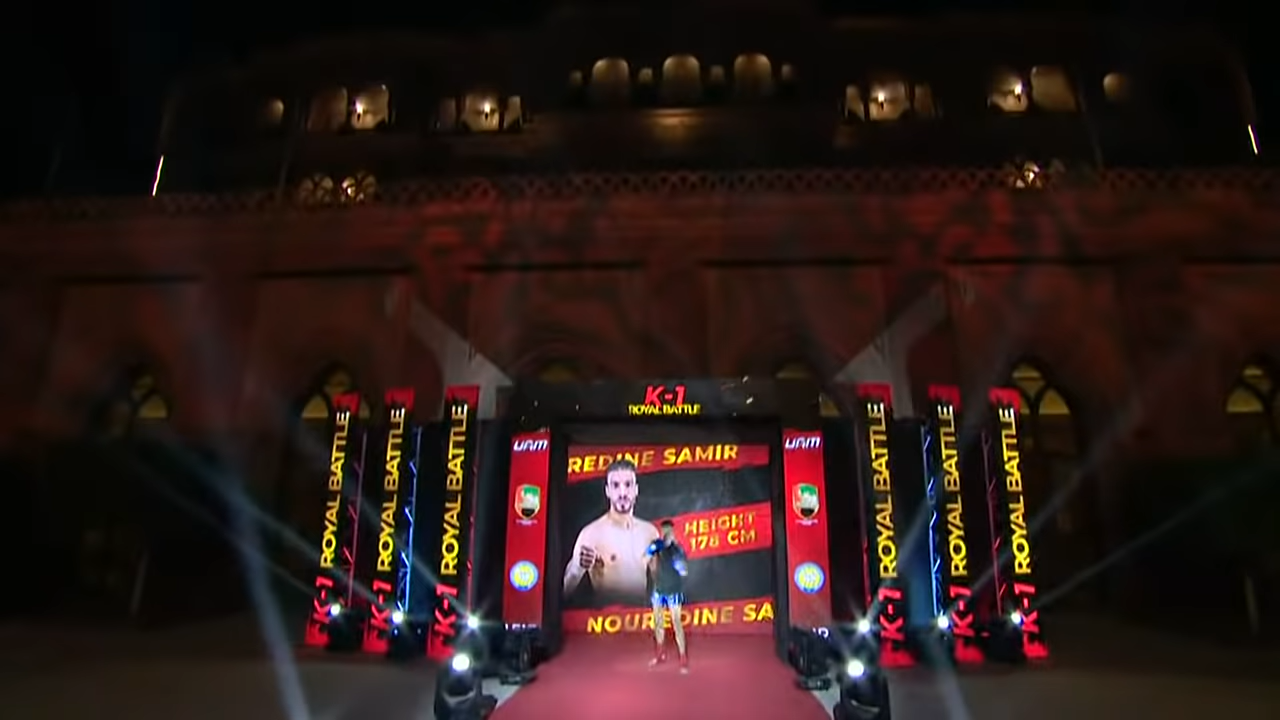 K-1
ROYAL BATTLE
UAM
UAM
REDINE SAMIR
HEIGHT
178 CM
NOUREDINE SA
K-1 ROYAL BATTLE
K-1 ROYAL BATTLE
K-1 ROYAL BATTLE
K-1 ROYAL BATTLE
K-1 ROYAL BATTLE
K-1 ROYAL BATTLE